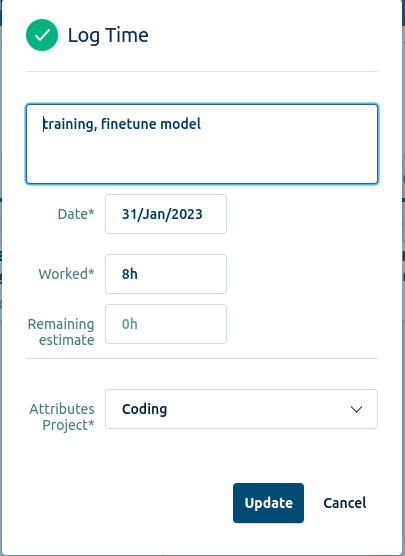 Log Time
training, finetune model
Date* 31/Jan/2023
Worked* 8h
Remaining estimate 0h
Attributes Project* Coding
Update Cancel